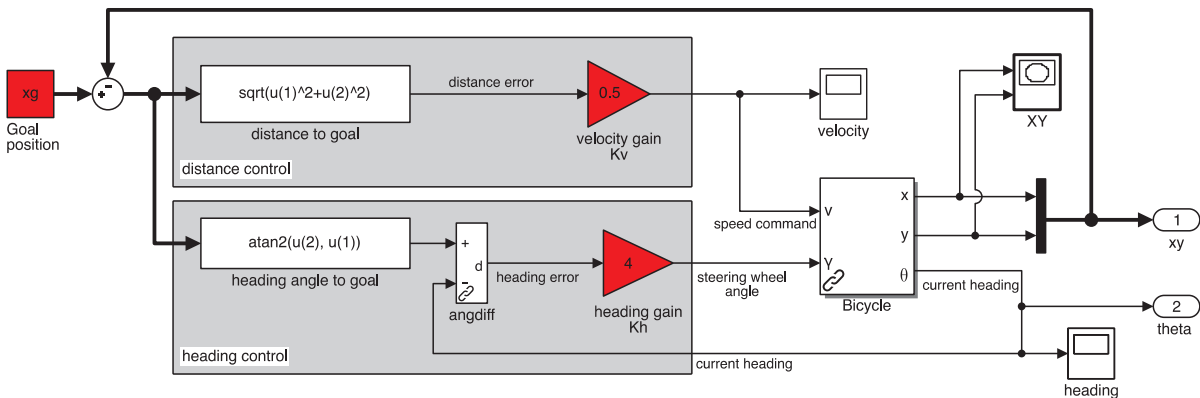 xg
Goal
position
+
-
sqrt(u(1)^2+u(2)^2)
distance to goal
distance error
0.5
velocity gain
Kv
distance control
velocity
XY
atan2(u(2), u(1))
heading angle to goal
+
-
d
angdiff
heading error
4
heading gain
Kh
heading control
speed command
steering wheel
angle
v
γ
x
y
θ
Bicycle
current heading
current heading
1
xy
2
theta
heading